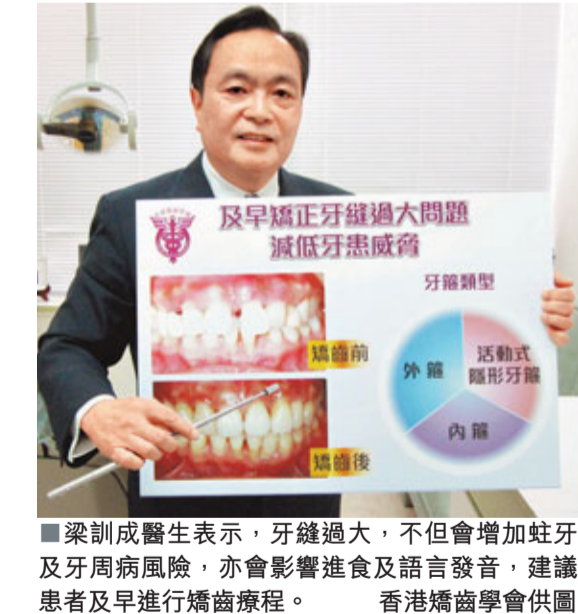 及早矯正牙縫過大問題
減低牙患威脅
牙箍類型
矯齒前
外箍
活動式
隱形牙箍
內箍
矯齒後
■梁訓成醫生表示，牙縫過大，不但會增加蛀牙
及牙周病風險，亦會影響進食及語言發音，建議
患者及早進行矯齒療程。 香港矯齒學會供圖